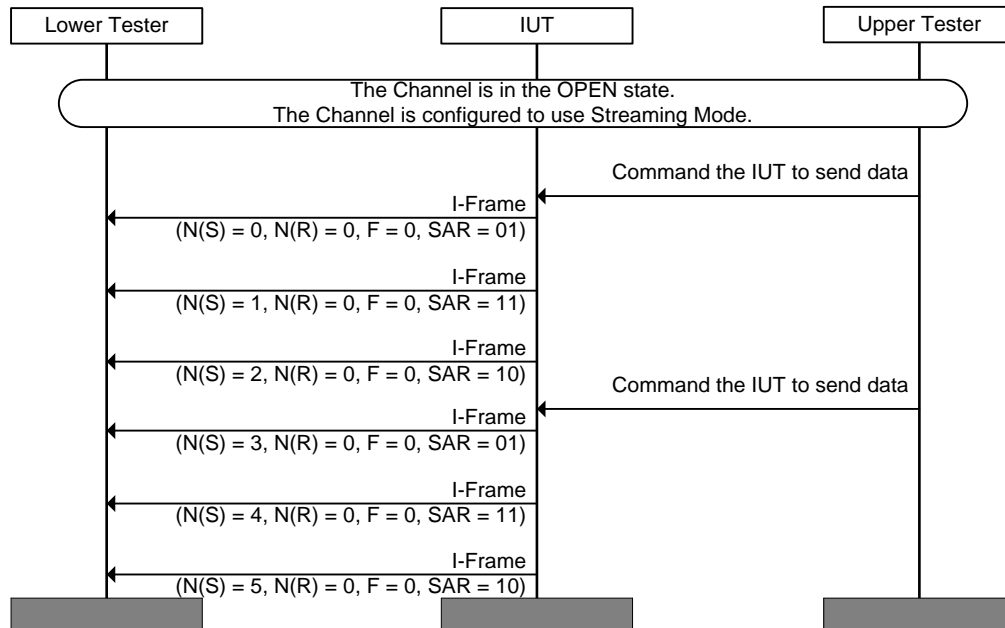 Lower Tester
IUT
Upper Tester
The Channel is in the OPEN state.
The Channel is configured to use Streaming Mode.
Command the IUT to send data
I-Frame
(N(S) = 0, N(R) = 0, F = 0, SAR = 01)
I-Frame
(N(S) = 1, N(R) = 0, F = 0, SAR = 11)
I-Frame
(N(S) = 2, N(R) = 0, F = 0, SAR = 10)
Command the IUT to send data
I-Frame
(N(S) = 3, N(R) = 0, F = 0, SAR = 01)
I-Frame
(N(S) = 4, N(R) = 0, F = 0, SAR = 11)
I-Frame
(N(S) = 5, N(R) = 0, F = 0, SAR = 10)